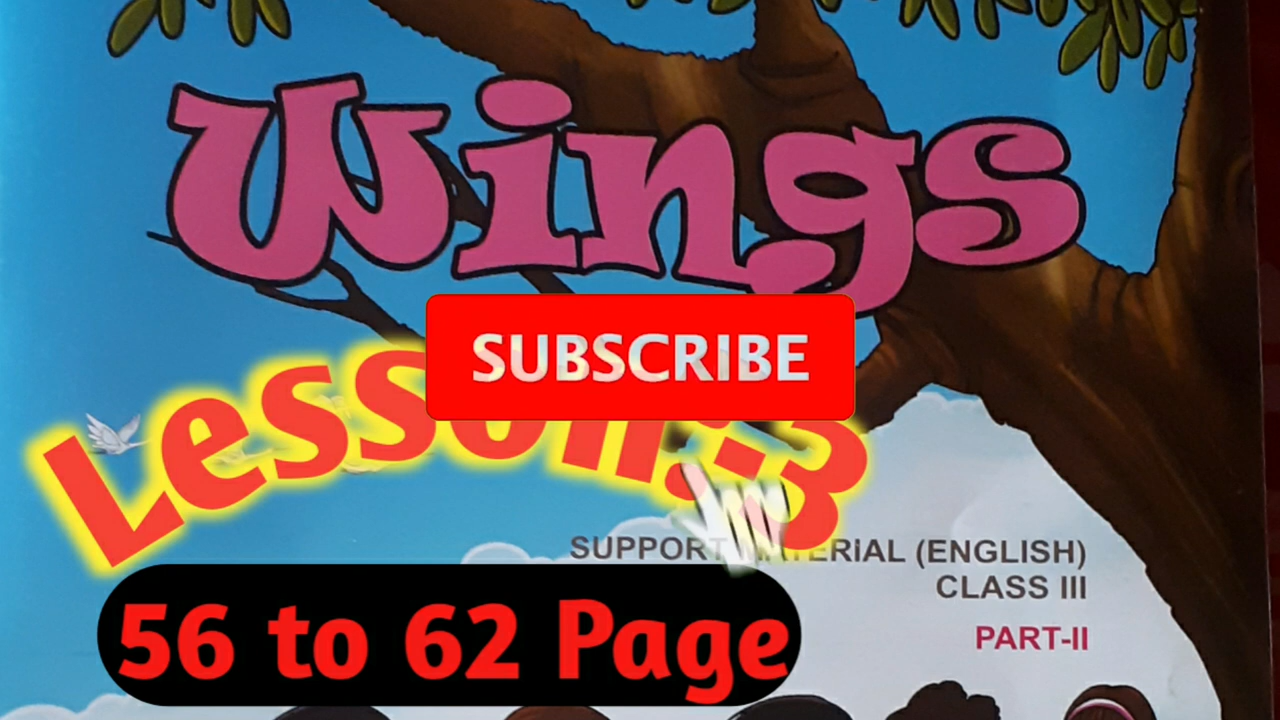 Wings
SUBSCRIBE
Lesson:-3
SUPPORT MATERiAL (ENGLISH)
CLASS III
PART-II
56 to 62 Page